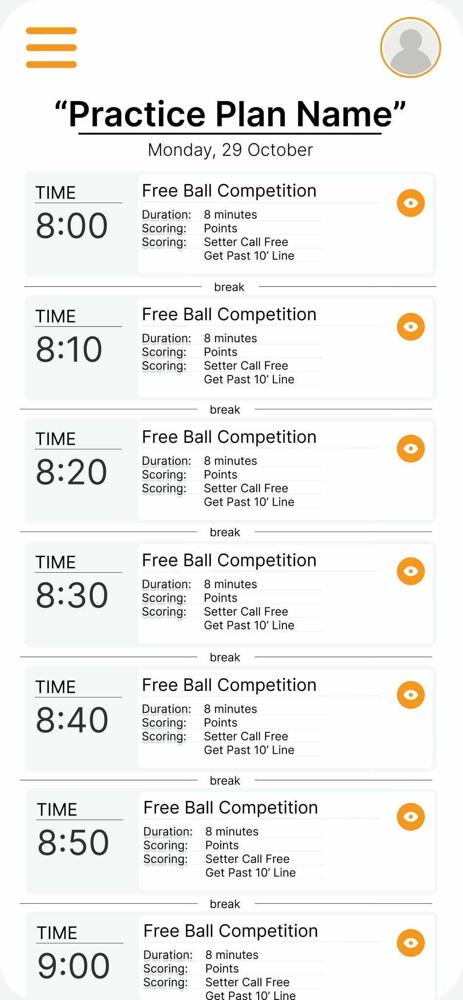 “Practice Plan Name”
Monday, 29 October
TIME
8:00
Free Ball Competition
Duration: 8 minutes
Scoring: Points
Scoring: Setter Call Free
Get Past 10’ Line
break
TIME
8:10
Free Ball Competition
Duration: 8 minutes
Scoring: Points
Scoring: Setter Call Free
Get Past 10’ Line
break
TIME
8:20
Free Ball Competition
Duration: 8 minutes
Scoring: Points
Scoring: Setter Call Free
Get Past 10’ Line
break
TIME
8:30
Free Ball Competition
Duration: 8 minutes
Scoring: Points
Scoring: Setter Call Free
Get Past 10’ Line
break
TIME
8:40
Free Ball Competition
Duration: 8 minutes
Scoring: Points
Scoring: Setter Call Free
Get Past 10’ Line
break
TIME
8:50
Free Ball Competition
Duration: 8 minutes
Scoring: Points
Scoring: Setter Call Free
Get Past 10’ Line
break
TIME
9:00
Free Ball Competition
Duration: 8 minutes
Scoring: Points
Scoring: Setter Call Free
Get Past 10’ Line